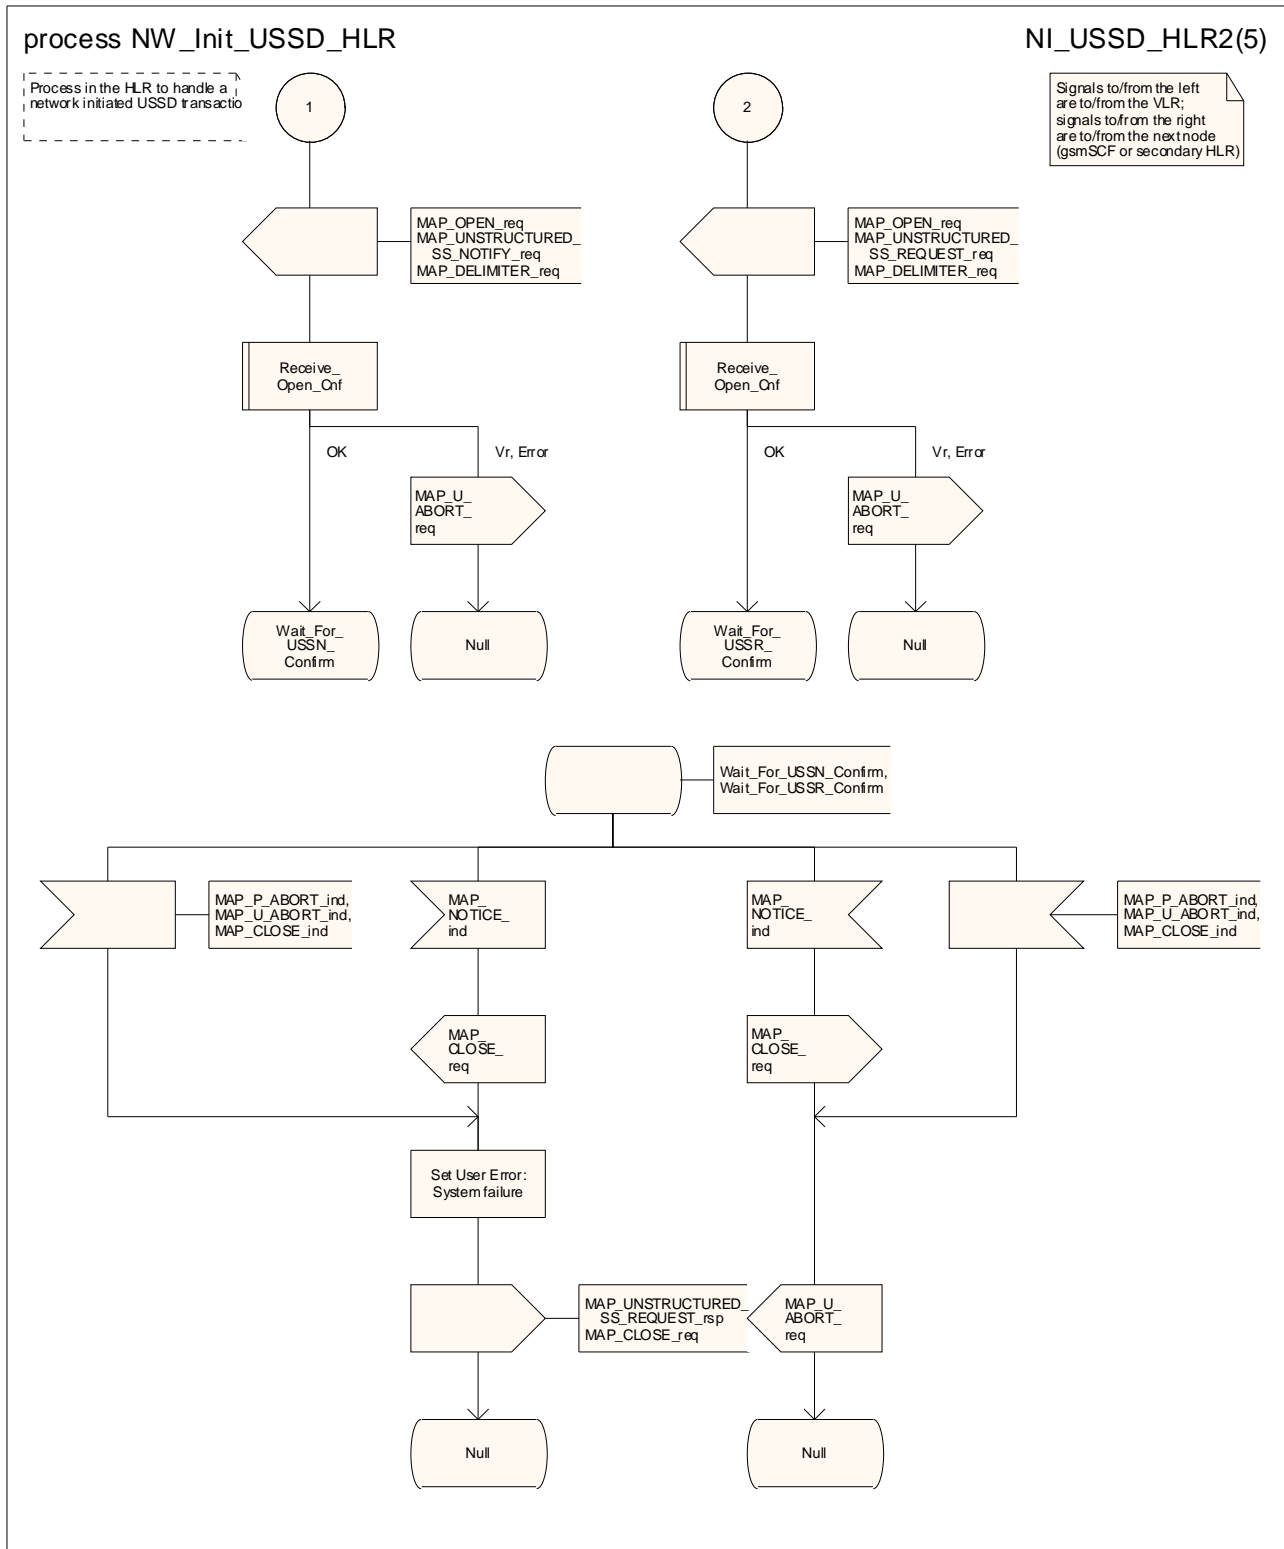 process NW_Init_USSD_HLR
NI_USSD_HLR2(5)
Process in the HLR to handle a
network initiated USSD transactio
1
2
Signals to/from the left
are to/from the VLR;
signals to/from the right
are to/from the next node
(gsmSCF or secondary HLR)
MAP_OPEN_req
MAP_UNSTRUCTURED_
SS_NOTIFY_req
MAP_DELIMITER_req
MAP_OPEN_req
MAP_UNSTRUCTURED_
SS_REQUEST_req
MAP_DELIMITER_req
Receive_
Open_Cnf
Receive_
Open_Cnf
OK
Vr, Error
OK
Vr, Error
MAP_U_
ABORT_
req
MAP_U_
ABORT_
req
Wait_For_
USSN_
Confirm
Null
Wait_For_
USSR_
Confirm
Null
Wait_For_USSN_Confirm,
Wait_For_USSR_Confirm
MAP_P_ABORT_ind,
MAP_U_ABORT_ind,
MAP_CLOSE_ind
MAP_
NOTICE_
ind
MAP_
NOTICE_
ind
MAP_P_ABORT_ind,
MAP_U_ABORT_ind,
MAP_CLOSE_ind
MAP_
CLOSE_
req
MAP_
CLOSE_
req
Set User Error:
System failure
MAP_UNSTRUCTURED_
SS_REQUEST_rsp
MAP_CLOSE_req
MAP_U_
ABORT_
req
Null
Null